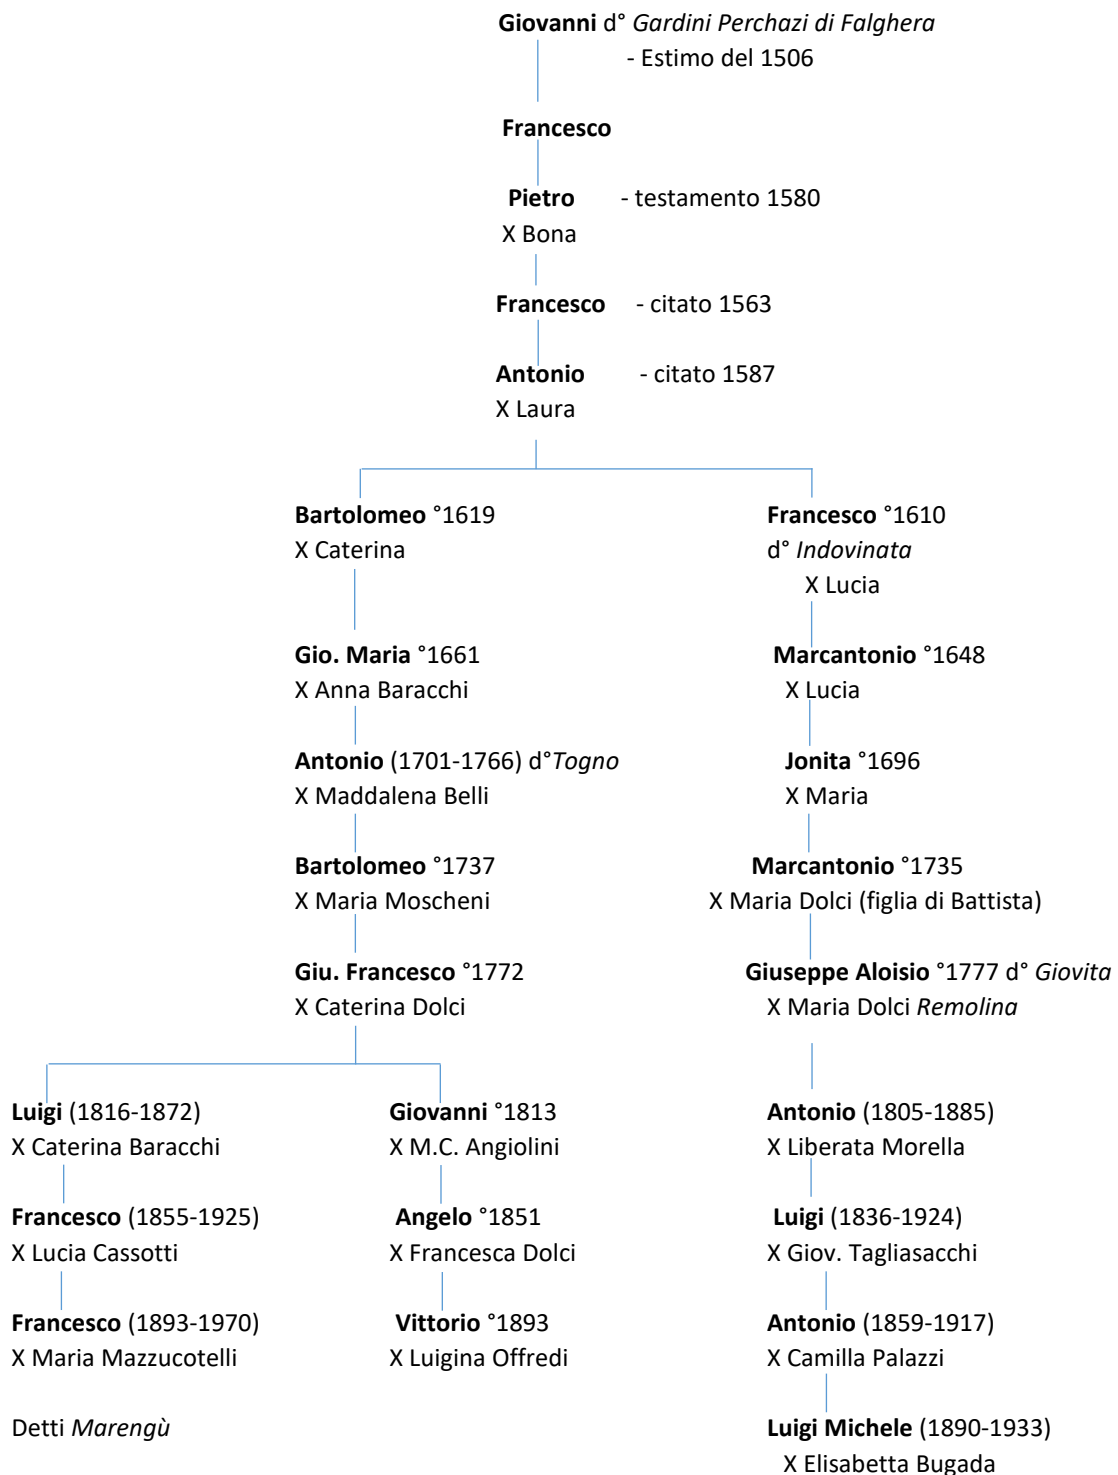 Giovanni d° Gardini Perchazi di Falghera
- Estimo del 1506
Francesco
Pietro - testamento 1580
X Bona
Francesco - citato 1563
Antonio - citato 1587
X Laura
Bartolomeo °1619 Francesco °1610
X Caterina d° Indovinata
X Lucia
Gio. Maria °1661 Marcantonio °1648
X Anna Baracchi X Lucia
Antonio (1701-1766) d°Togno Jonita °1696
X Maddalena Belli X Maria
Bartolomeo °1737 Marcantonio °1735
X Maria Moscheni X Maria Dolci (figlia di Battista)
Giu. Francesco °1772 Giuseppe Aloisio °1777 d° Giovita
X Caterina Dolci X Maria Dolci Remolina
Luigi (1816-1872) Giovanni °1813 Antonio (1805-1885)
X Caterina Baracchi X M.C. Angiolini X Liberata Morella
Francesco (1855-1925) Angelo °1851 Luigi (1836-1924)
X Lucia Cassotti X Francesca Dolci X Giov. Tagliasacchi
Francesco (1893-1970) Vittorio °1893 Antonio (1859-1917)
X Maria Mazzucotelli X Luigina Offredi X Camilla Palazzi
Detti Marengù Luigi Michele (1890-1933)
X Elisabetta Bugada